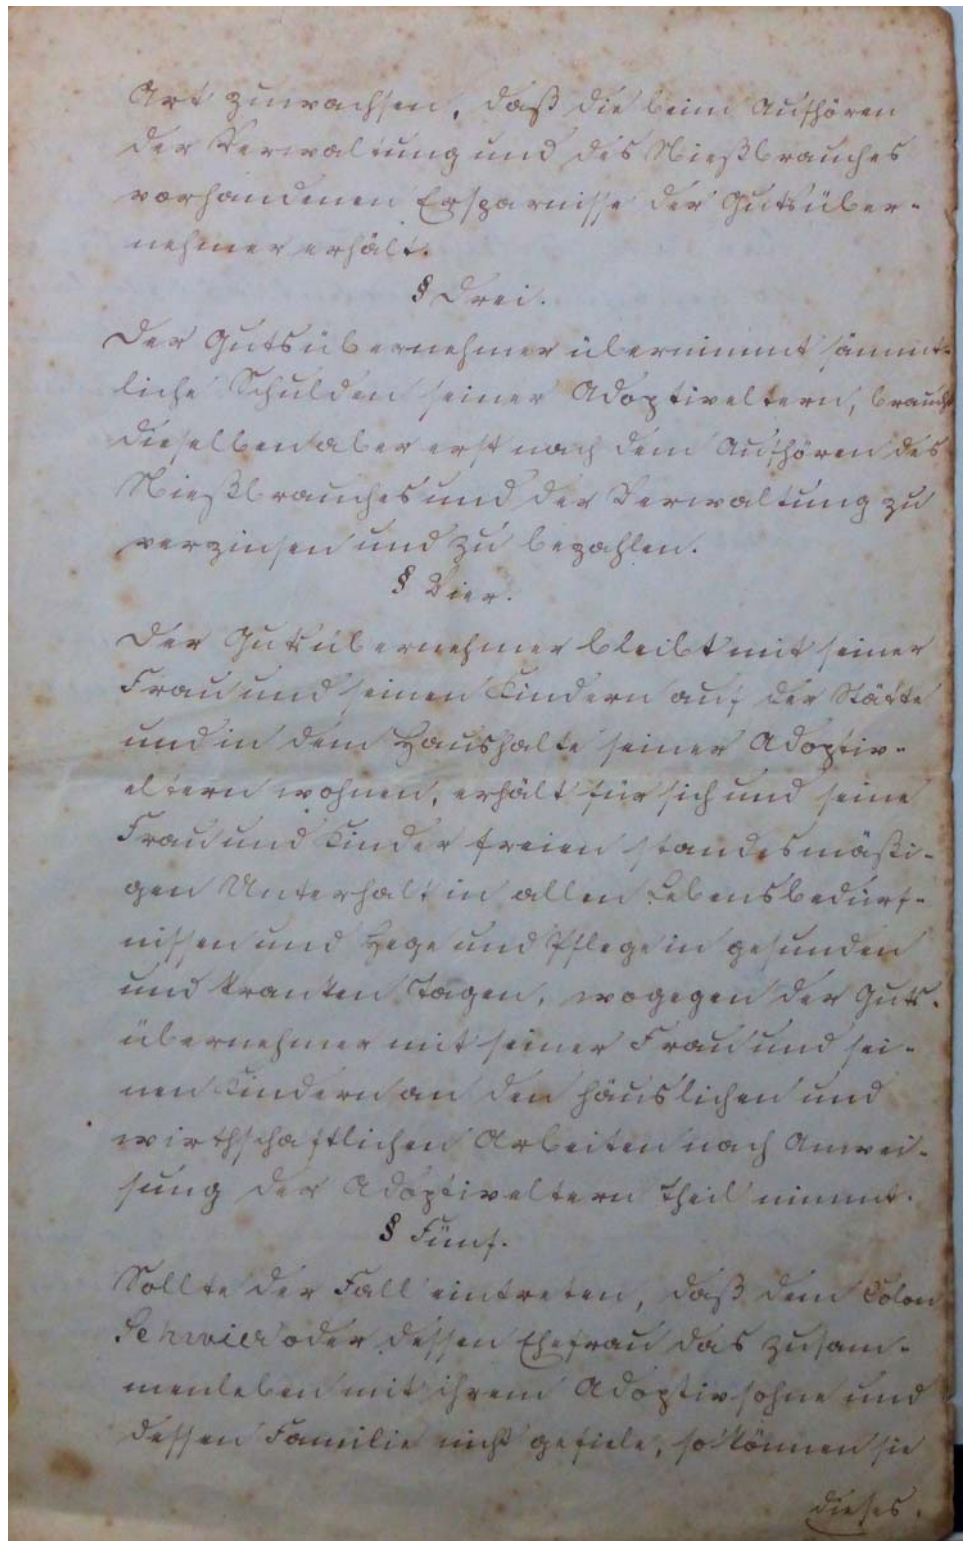 Art zuwachsen, daß die beim Aufhören
der Verwaltung und des Nießbrauches
vorhandenen Ersparnisse der Gutsüber-
nehmer erhält.
§ Drei.
Der Gutsübernehmer übernimmt sämmt-
liche Schulden seiner Adoptiveltern, braucht
dieselben aber erst nach dem Aufhören des
Nießbrauches und der Verwaltung zu
verzinsen und zu bezahlen.
§ Vier.
Der Gutsübernehmer bleibt mit seiner
Frau und seinen Kindern auf der Stätte
und in dem Haushalte seiner Adoptiv-
eltern wohnen, erhält für sich und seine
Frau und Kinder freien standesmäßi-
gen Unterhalt in allen Lebensbedürf-
nissen und Hege und Pflege in gesunden
und kranken Tagen, wogegen der Guts-
übernehmer mit seiner Frau und sei-
nen Kindern an den häuslichen und
wirthschaftlichen Arbeiten nach Anwei-
sung der Adoptiveltern Theil nimmt.
§ Fünf.
Sollte der Fall eintreten, daß dem Colon
Schwier oder dessen Ehefrau das Zusam-
menleben mit ihrem Adoptivsohne und
dessen Familie nicht gefiele, so können sie
dieses.